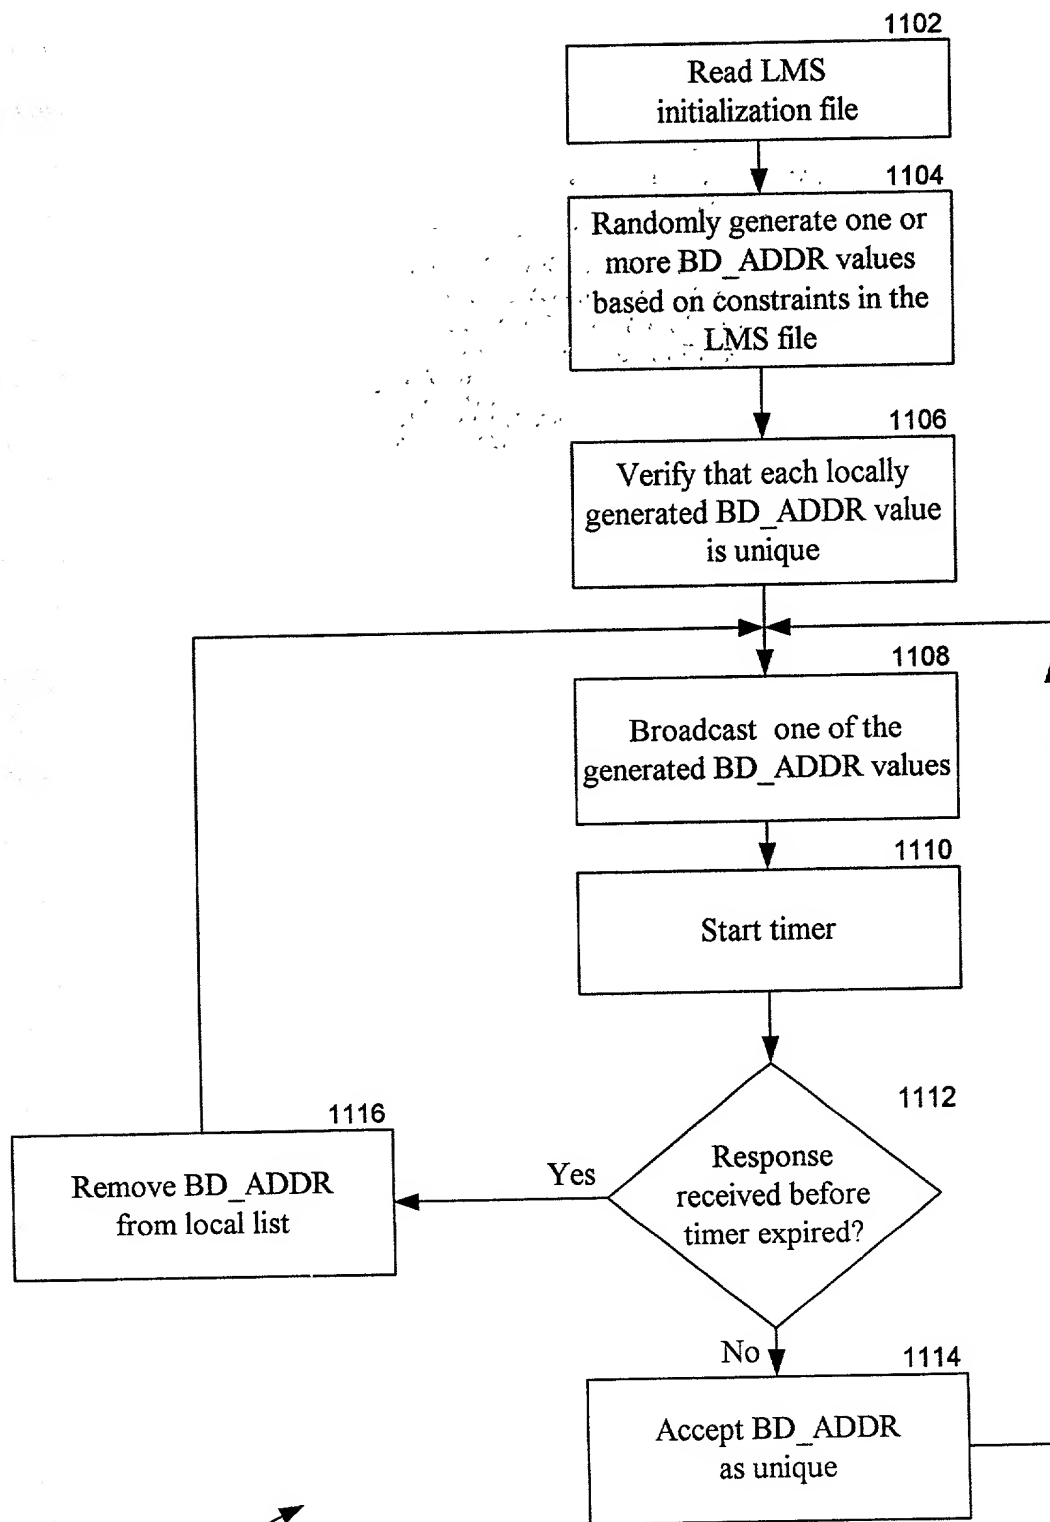 1102
Read LMS
initialization file
1104
Randomly generate one or
more BD_ADDR values
based on constraints in the
LMS file
1106
Verify that each locally
generated BD_ADDR value
is unique
1108
Broadcast one of the
generated BD_ADDR values
1110
Start timer
1112
Response
received before
timer expired?
Yes
1116
Remove BD_ADDR
from local list
No
1114
Accept BD_ADDR
as unique